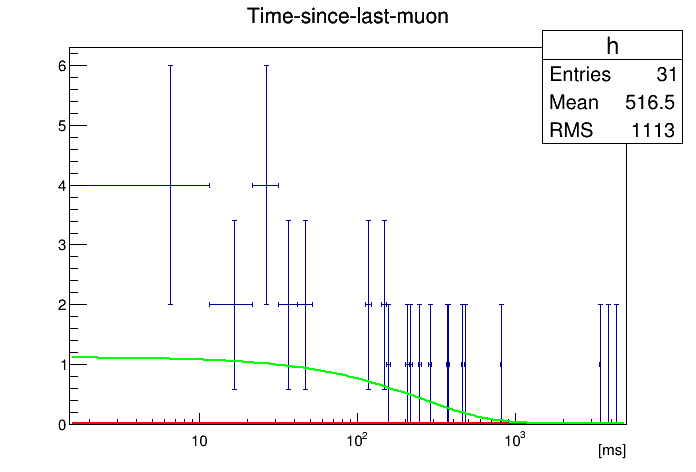 Time-since-last-muon
h
Entries 31
Mean 516.5
RMS 1113
6
5
4
3
2
1
0
10
10²
10³
[ms]